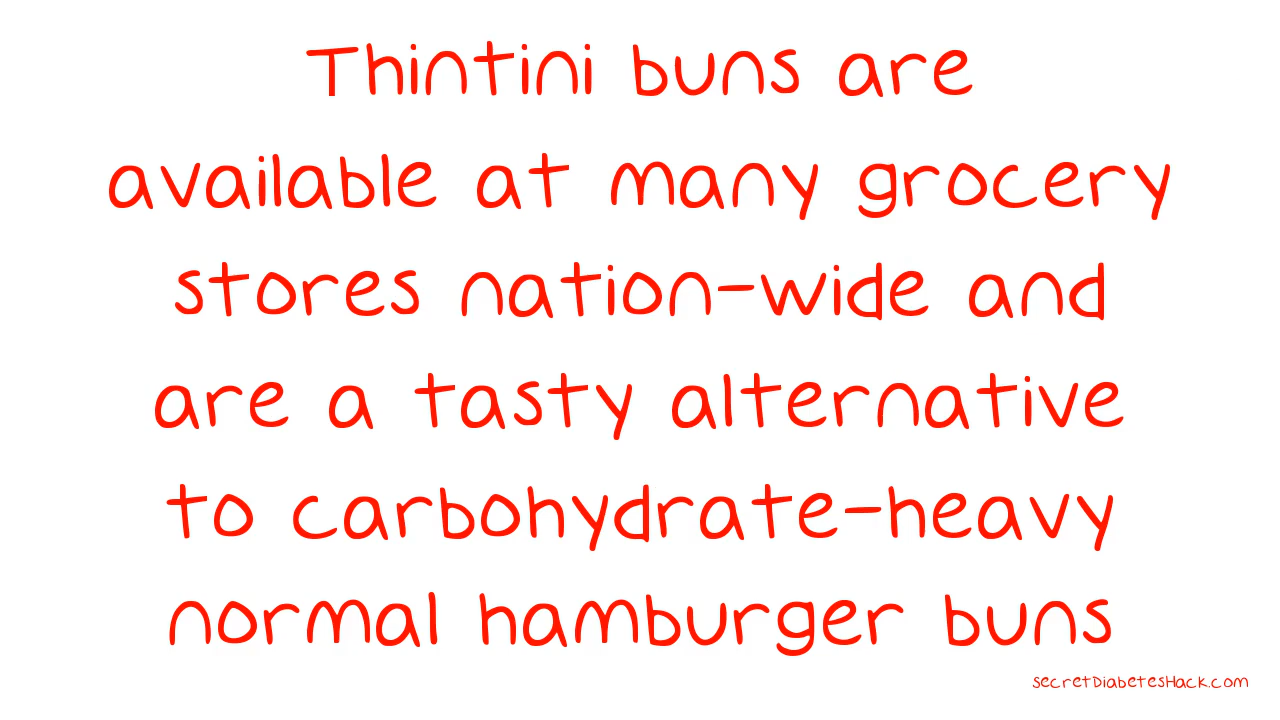 Thintini buns are
available at many grocery
stores nation-wide and
are a tasty alternative
to carbohydrate-heavy
normal hamburger buns
secretDiabetesHack.com